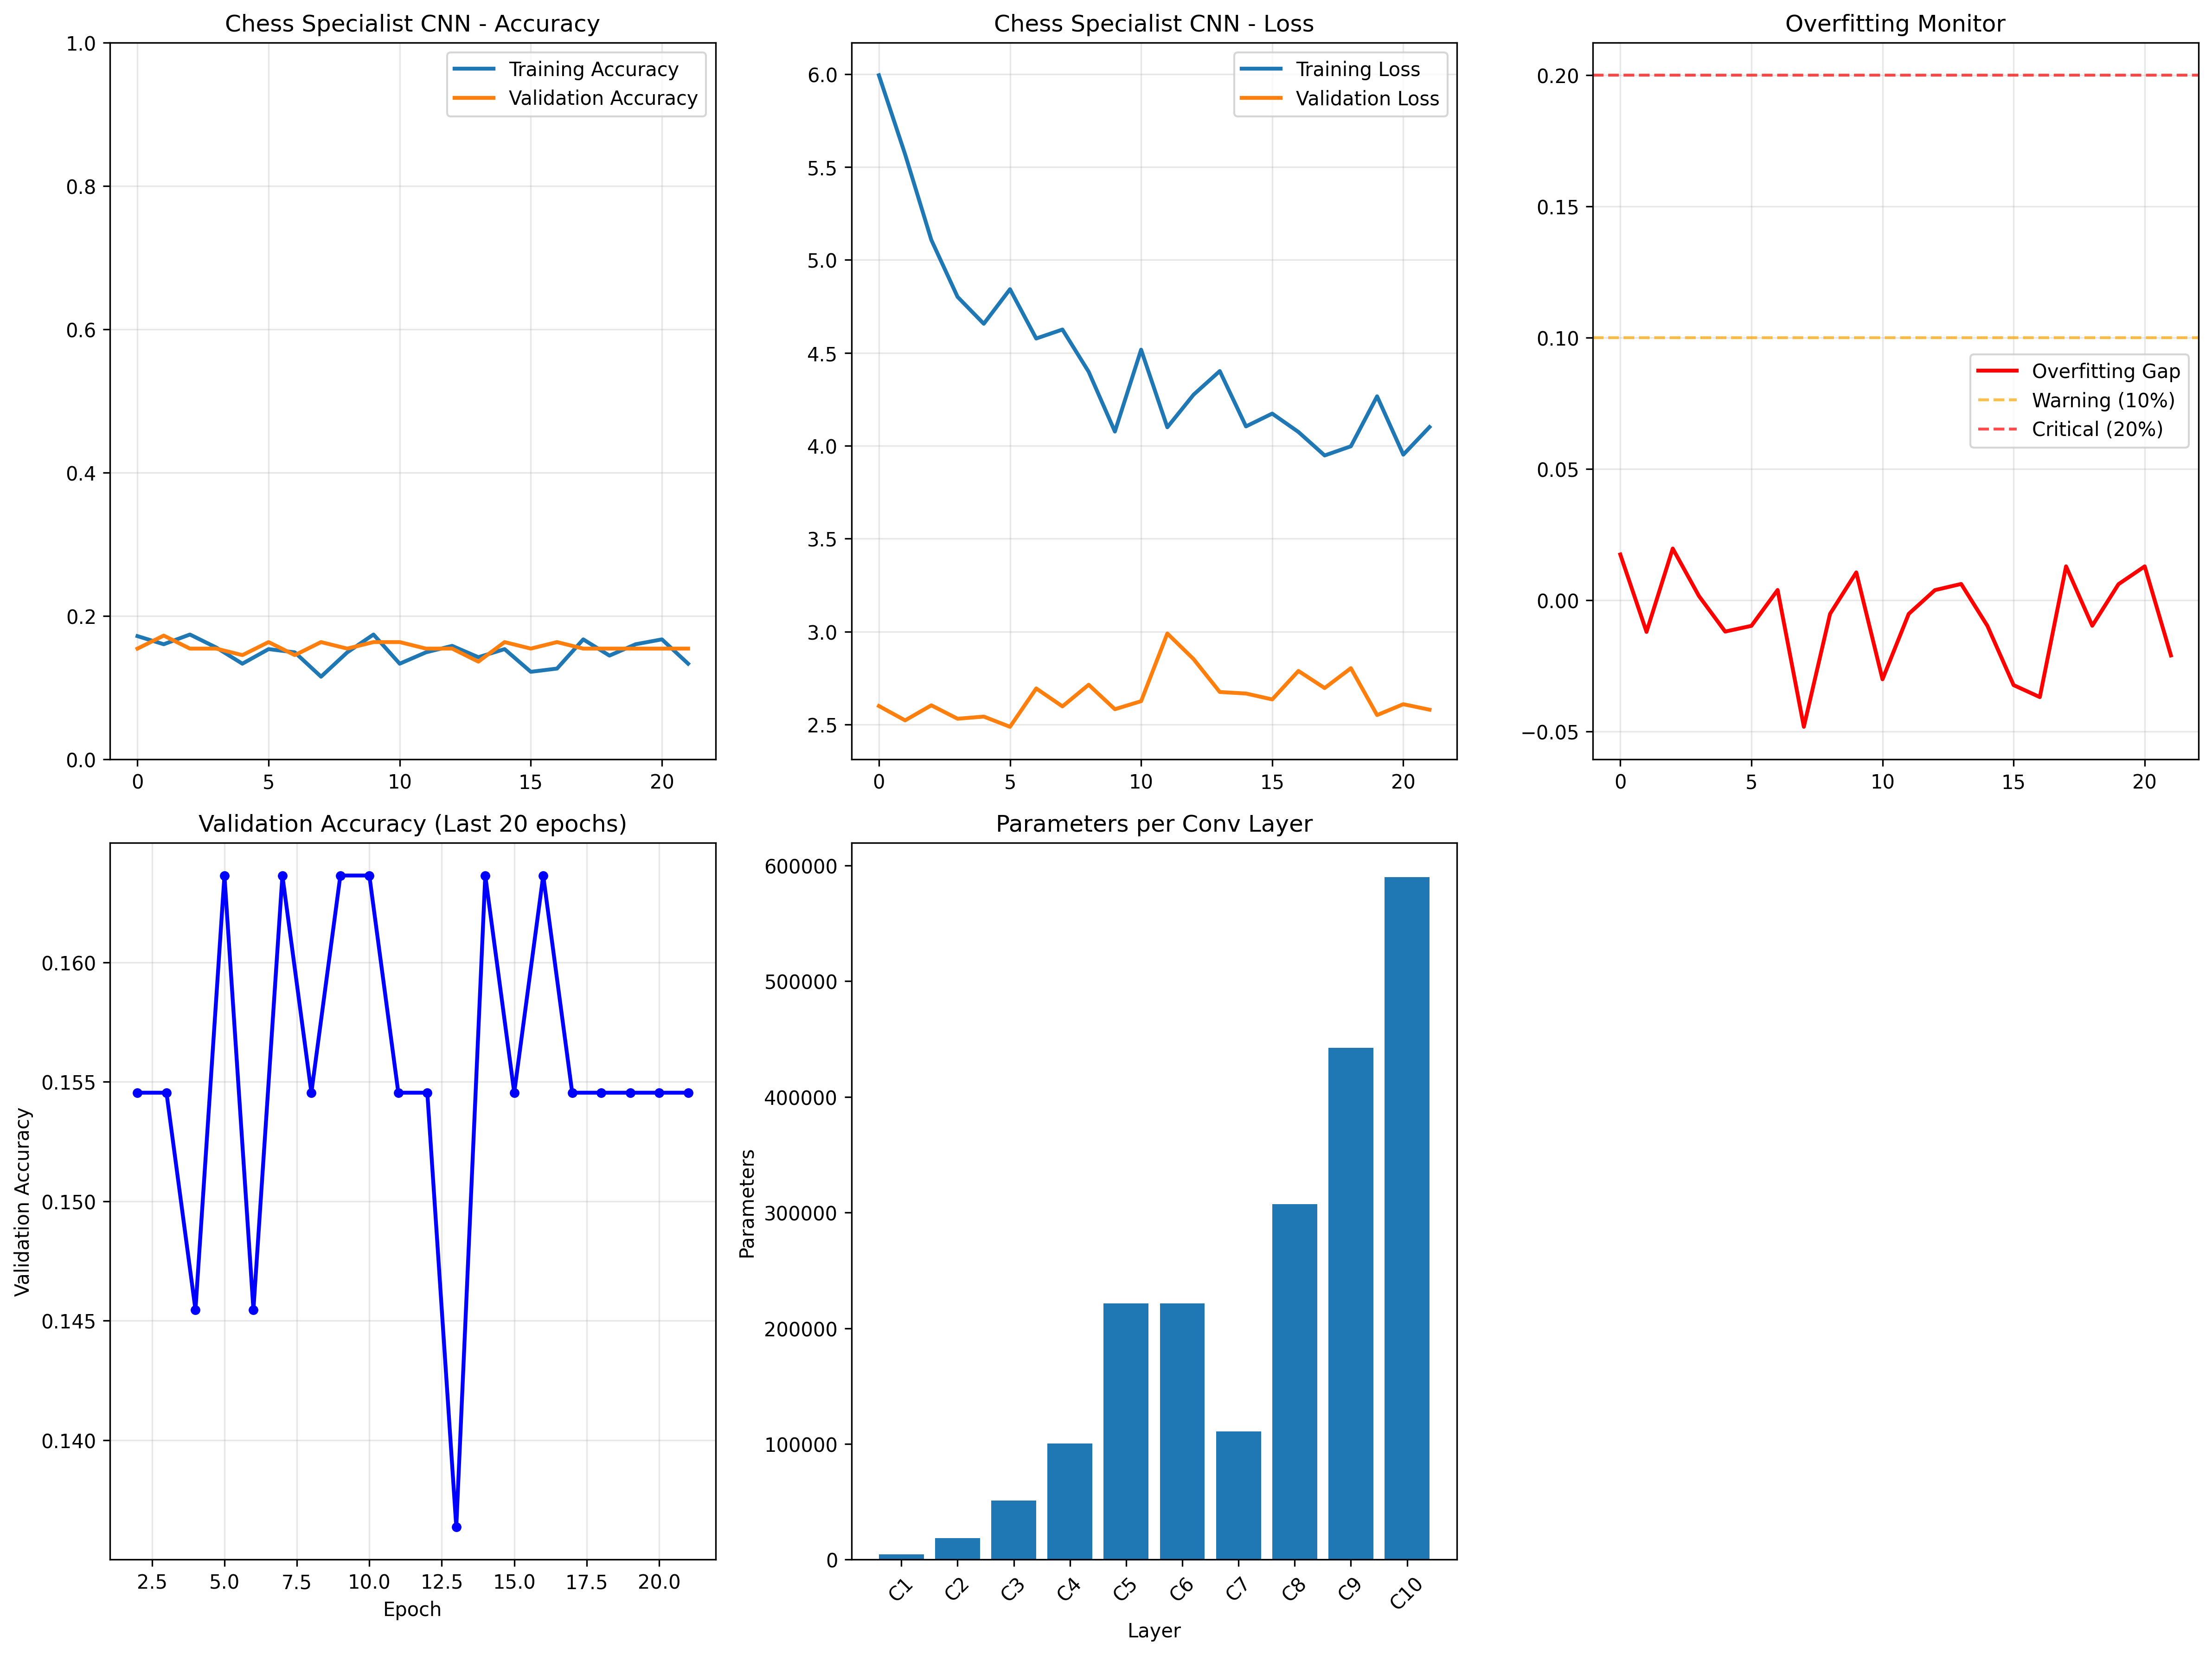 Chess Specialist CNN - Accuracy
Training Accuracy
Validation Accuracy
1.0
0.8
0.6
0.4
0.2
0.0
0 5 10 15 20
Chess Specialist CNN - Loss
Training Loss
Validation Loss
6.0
5.5
5.0
4.5
4.0
3.5
3.0
2.5
0 5 10 15 20
Overfitting Monitor
0.20
0.15
0.10
0.05
0.00
−0.05
Overfitting Gap
Warning (10%)
Critical (20%)
0 5 10 15 20
Validation Accuracy (Last 20 epochs)
Validation Accuracy
0.160
0.155
0.150
0.145
0.140
2.5 5.0 7.5 10.0 12.5 15.0 17.5 20.0
Epoch
Parameters per Conv Layer
Parameters
600000
500000
400000
300000
200000
100000
0
C1 C2 C3 C4 C5 C6 C7 C8 C9 C10
Layer